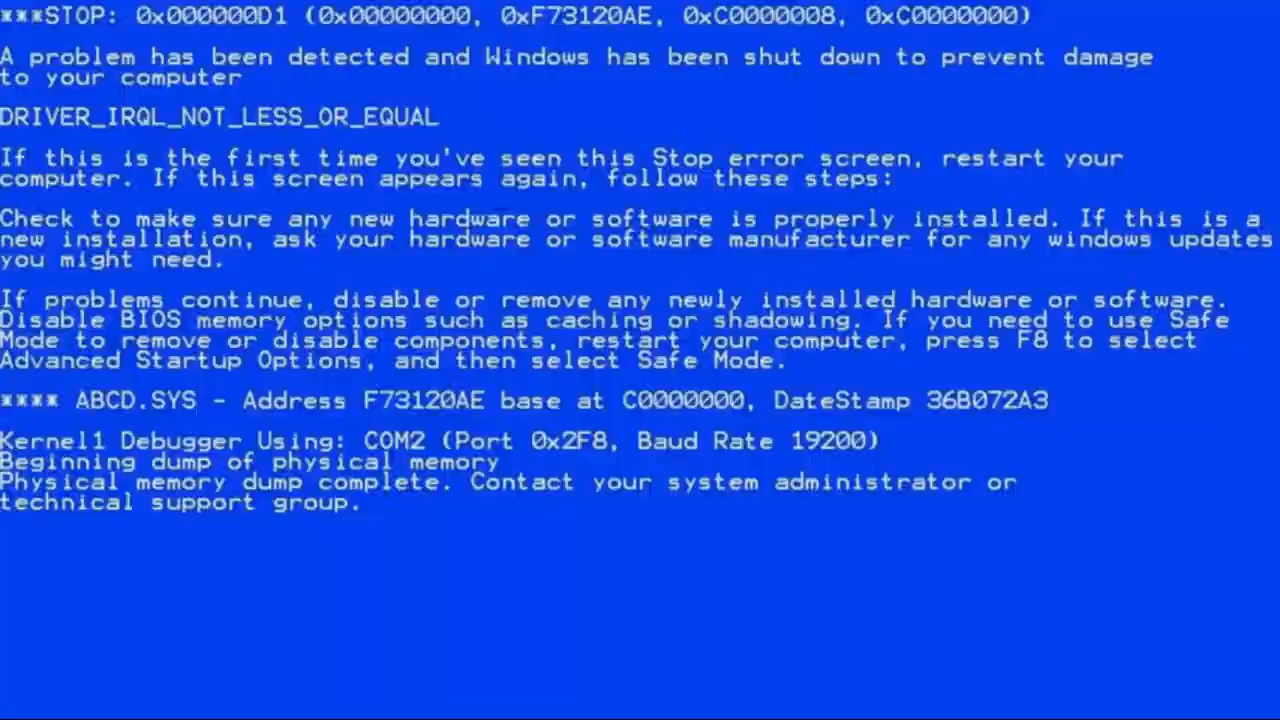 ***STOP: 0x000000D1 (0x00000000, 0xF73120AE, 0xC0000008, 0xC0000000)
A problem has been detected and Windows has been shut down to prevent damage
to your computer
DRIVER_IRQL_NOT_LESS_OR_EQUAL
If this is the first time you've seen this Stop error screen, restart your
computer. If this screen appears again, follow these steps:
Check to make sure any new hardware or software is properly installed. If this is a
new installation, ask your hardware or software manufacturer for any windows updates
you might need.
If problems continue, disable or remove any newly installed hardware or software.
Disable BIOS memory options such as caching or shadowing. If you need to use Safe
Mode to remove or disable components, restart your computer, press F8 to select
Advanced Startup Options, and then select Safe Mode.
**** ABCD.SYS - Address F73120AE base at C0000000, DateStamp 36B072A3
Kernel1 Debugger Using: COM2 (Port 0x2F8, Baud Rate 19200)
Beginning dump of physical memory
Physical memory dump complete. Contact your system administrator or
technical support group.